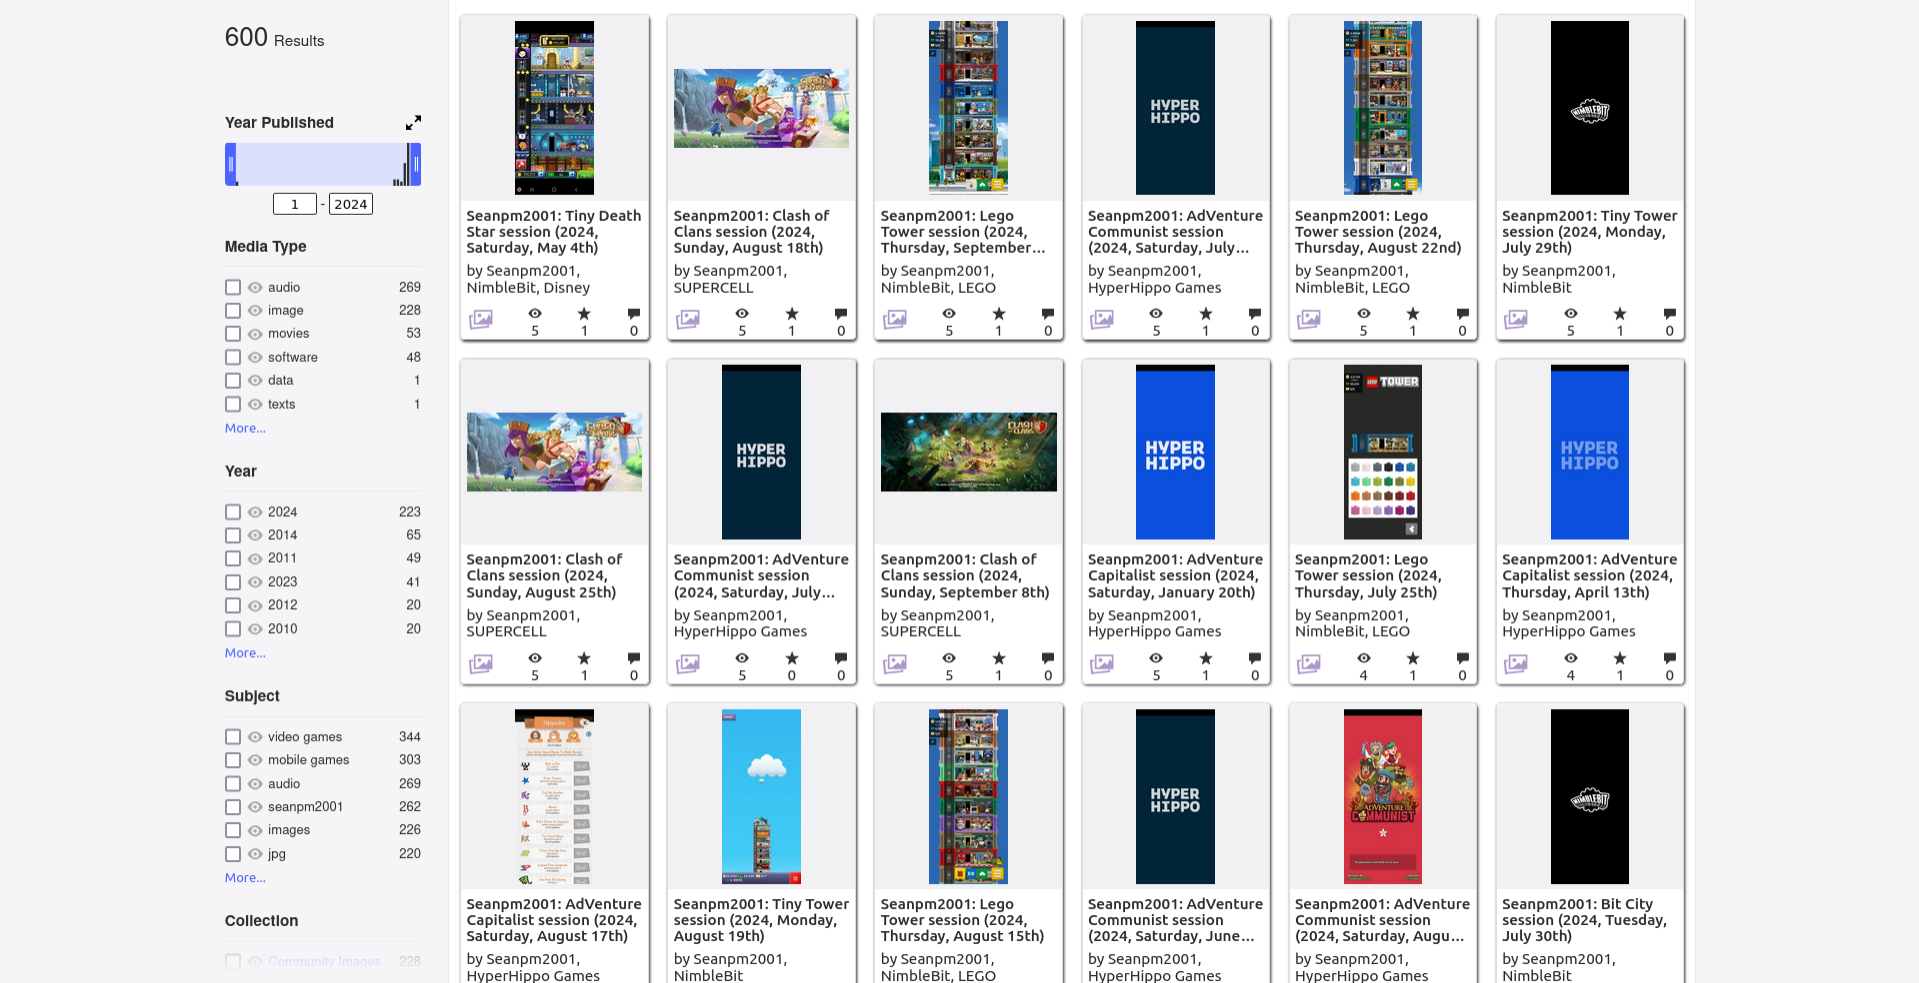 600 Results
Year Published
1 - 2024
Media Type
audio 269
image 228
movies 53
software 48
data 1
texts 1
More...
Year
2024 223
2014 65
2011 49
2023 41
2012 20
2010 20
More...
Subject
video games 344
mobile games 303
audio 269
seanpm2001 262
images 226
jpg 220
More...
Collection
Community Images 228
Seanpm2001: Tiny Death
Star session (2024,
Saturday, May 4th)
by Seanpm2001,
NimbleBit, Disney
5 1 0
CLASH OF CLANS
Seanpm2001: Clash of
Clans session (2024,
Sunday, August 18th)
by Seanpm2001,
SUPERCELL
5 1 0
Seanpm2001: Lego
Tower session (2024,
Thursday, September...
by Seanpm2001,
NimbleBit, LEGO
5 1 0
HYPER
HIPPO
Seanpm2001: AdVenture
Communist session
(2024, Saturday, July...
by Seanpm2001,
HyperHippo Games
5 1 0
Seanpm2001: Lego
Tower session (2024,
Thursday, August 22nd)
by Seanpm2001,
NimbleBit, LEGO
5 1 0
NIMBLEBIT
Seanpm2001: Tiny Tower
session (2024, Monday,
July 29th)
by Seanpm2001,
NimbleBit
5 1 0
Seanpm2001: Clash of
Clans session (2024,
Sunday, August 25th)
by Seanpm2001,
SUPERCELL
5 1 0
HYPER
HIPPO
Seanpm2001: AdVenture
Communist session
(2024, Saturday, July...
by Seanpm2001,
HyperHippo Games
5 0 0
CLASH OF CLANS
Seanpm2001: Clash of
Clans session (2024,
Sunday, September 8th)
by Seanpm2001,
SUPERCELL
5 1 0
HYPER
HIPPO
Seanpm2001: AdVenture
Capitalist session (2024,
Saturday, January 20th)
by Seanpm2001,
HyperHippo Games
5 1 0
LEGO TOWER
Seanpm2001: Lego
Tower session (2024,
Thursday, July 25th)
by Seanpm2001,
NimbleBit, LEGO
4 1 0
HYPER
HIPPO
Seanpm2001: AdVenture
Capitalist session (2024,
Thursday, April 13th)
by Seanpm2001,
HyperHippo Games
4 1 0
Upgrades
Seanpm2001: AdVenture
Capitalist session (2024,
Saturday, August 17th)
by Seanpm2001,
HyperHippo Games
Seanpm2001: Tiny Tower
session (2024, Monday,
August 19th)
by Seanpm2001,
NimbleBit
Seanpm2001: Lego
Tower session (2024,
Thursday, August 15th)
by Seanpm2001,
NimbleBit, LEGO
HYPER
HIPPO
Seanpm2001: AdVenture
Communist session
(2024, Saturday, June...
by Seanpm2001,
HyperHippo Games
ADVENTURE
COMMUNIST
Seanpm2001: AdVenture
Communist session
(2024, Saturday, Augu...
by Seanpm2001,
HyperHippo Games
NIMBLEBIT
Seanpm2001: Bit City
session (2024, Tuesday,
July 30th)
by Seanpm2001,
NimbleBit